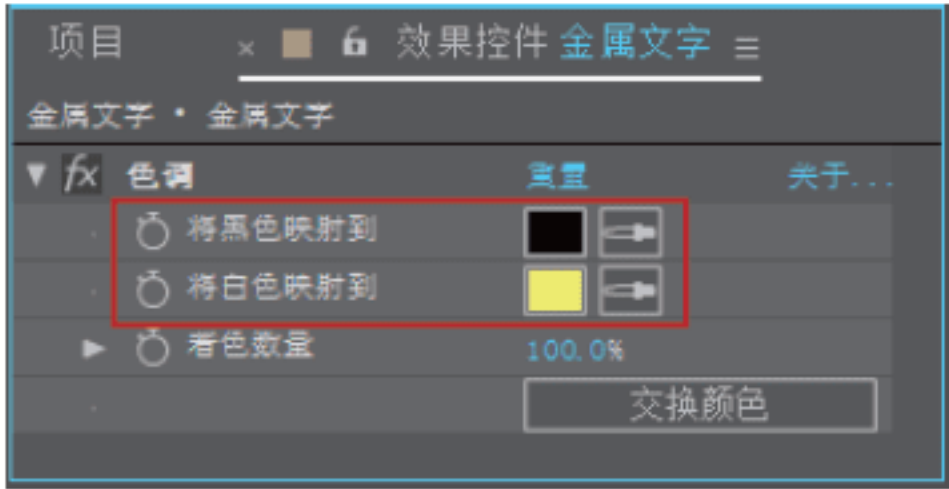 项目 × 效果控件 金属文字 ≡
金属文字 • 金属文字
fx 色调 重置 关于...
将黑色映射到
将白色映射到
着色数量 100.0%
交换颜色